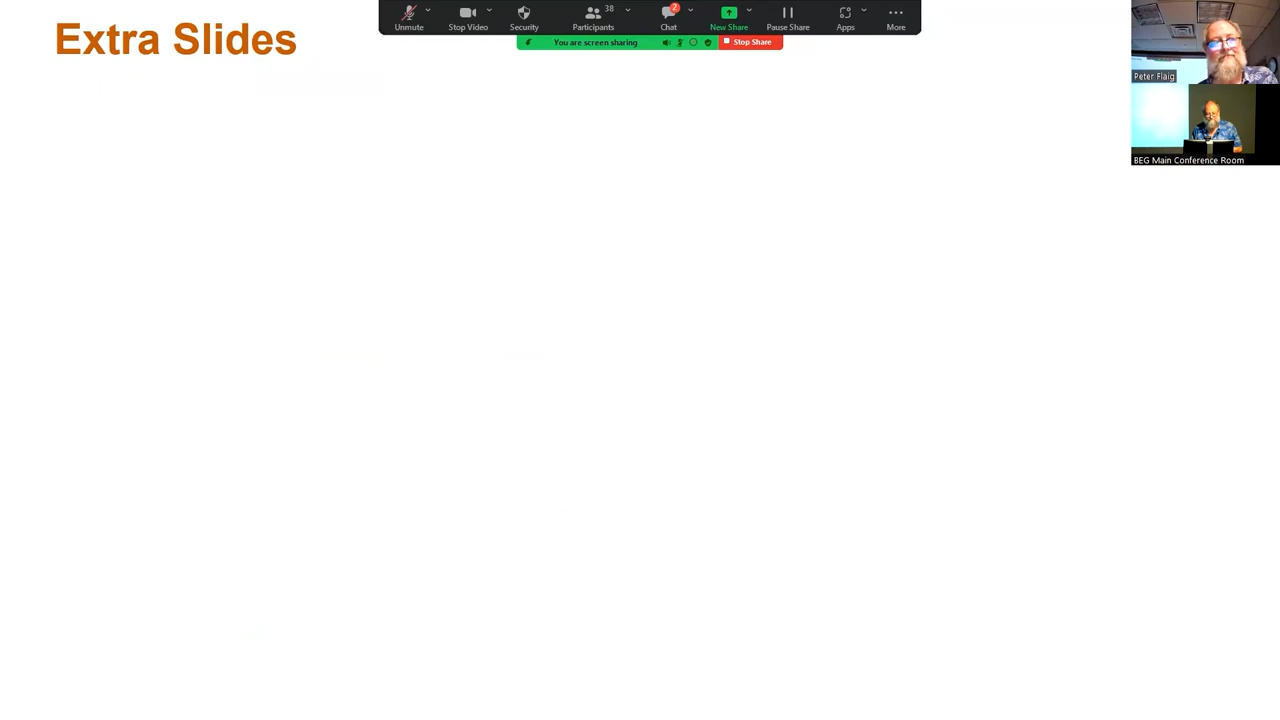 Extra Slides
38
2
Unmute Stop Video Security Participants Chat New Share Pause Share Apps More
You are screen sharing Stop Share
Peter Flaig
BEG Main Conference Room